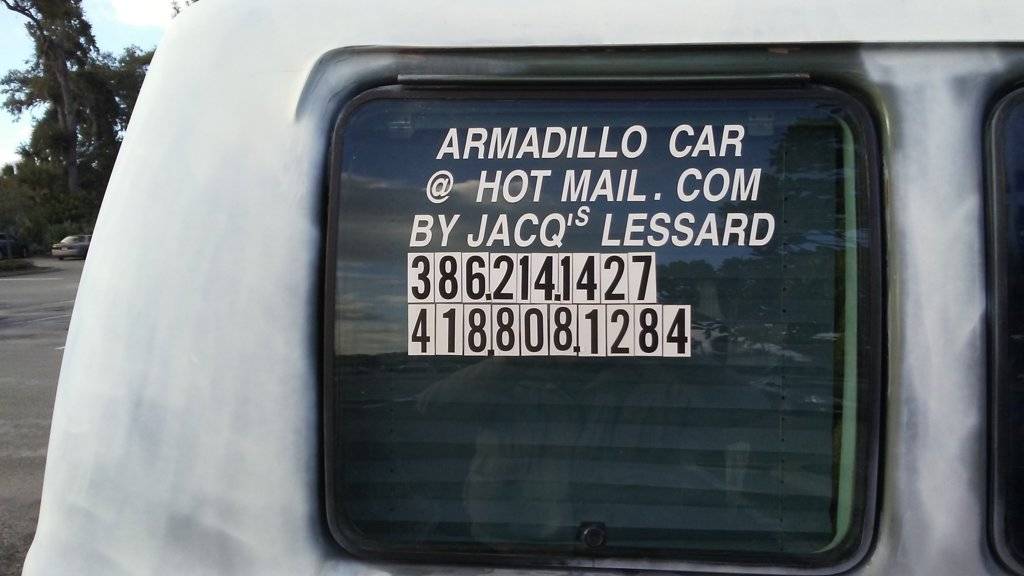 ARMADILLO CAR
@ HOT MAIL. COM
BY JACQ'S LESSARD
386.214.1427
418.808.1284